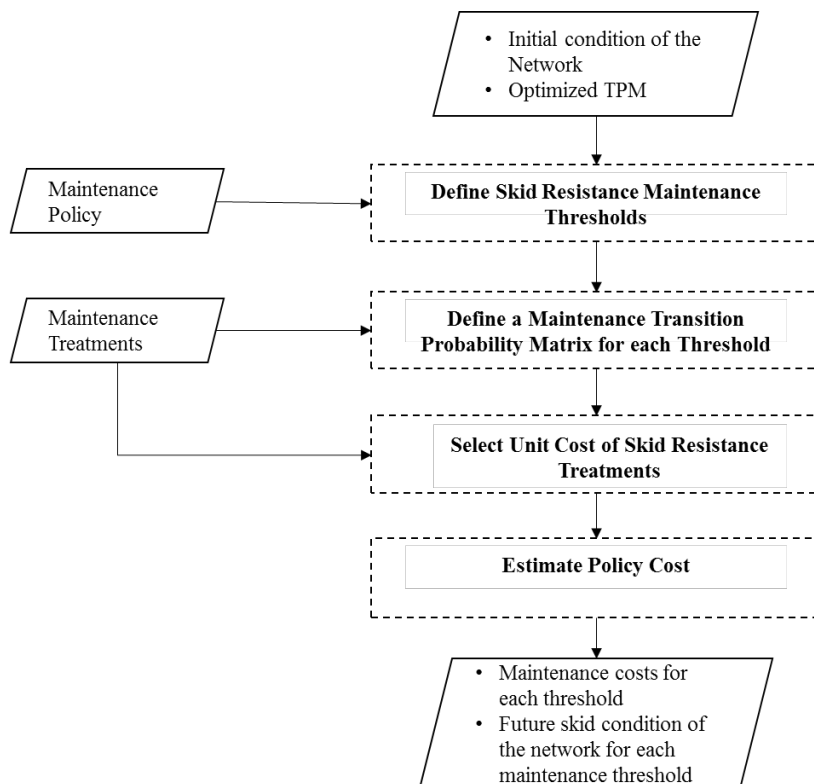 • Initial condition of the
Network
• Optimized TPM
Maintenance
Policy
Define Skid Resistance Maintenance
Thresholds
Maintenance
Treatments
Define a Maintenance Transition
Probability Matrix for each Threshold
Select Unit Cost of Skid Resistance
Treatments
Estimate Policy Cost
• Maintenance costs for
each threshold
• Future skid condition of
the network for each
maintenance threshold